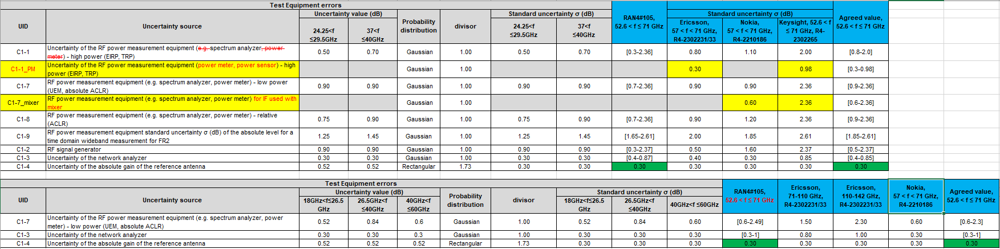 Test Equipment errors
UID
Uncertainty source
Uncertainty value (dB)
24.25<f ≤29.5GHz
37<f ≤40GHz
Probability distribution
divisor
Standard uncertainty σ (dB)
24.25<f ≤29.5GHz
37<f ≤40GHz
RAN4#105, 52.6 < f ≤ 71 GHz
Standard uncertainty σ (dB)
Ericsson, 57 < f < 71 GHz, R4-2302231/33
Nokia, 57 < f < 71 GHz, R4-2210186
Keysight, 52.6 < f ≤ 71 GHz, R4-2302265
Agreed value, 52.6 < f ≤ 71 GHz
C1-1 Uncertainty of the RF power measurement equipment (e.g. spectrum analyzer, power meter) - high power (EIRP, TRP) 0.50 0.70 Gaussian 1.00 0.50 0.70 [0.3-2.36] 0.80 1.10 2.00 [0.8-2.0]
C1-1_PM Uncertainty of the RF power measurement equipment (power meter, power sensor) - high power (EIRP, TRP) Gaussian 1.00 0.30 0.98 [0.3-0.98]
C1-7 RF power measurement equipment (e.g. spectrum analyzer, power meter) - low power (UEM, absolute ACLR) 0.90 0.90 Gaussian 1.00 0.90 0.90 [0.7-2.36] 0.90 0.90 2.36 [0.9-2.36]
C1-7_mixer RF power measurement equipment (e.g. spectrum analyzer, power meter) for IF used with mixer Gaussian 1.00 0.60 2.36 [0.6-2.36]
C1-8 RF power measurement equipment (e.g. spectrum analyzer, power meter) - relative (ACLR) 0.75 0.90 Gaussian 1.00 0.75 0.90 [0.7-2.36] 0.90 1.20 2.36 [0.9-2.36]
C1-9 RF power measurement equipment standard uncertainty σ (dB) of the absolute level for a time domain wideband measurement for FR2 1.25 1.45 Gaussian 1.00 1.25 1.45 [1.65-2.61] 2.00 1.85 2.61 [1.85-2.61]
C1-2 RF signal generator 0.90 0.90 Gaussian 1.00 0.90 0.90 [0.3-2.37] 0.50 1.60 2.37 [0.5-2.37]
C1-3 Uncertainty of the network analyzer 0.30 0.30 Gaussian 1.00 0.30 0.30 [0.4-0.87] 0.40 0.30 0.85 [0.4-0.85]
C1-4 Uncertainty of the absolute gain of the reference antenna 0.52 0.52 Rectangular 1.73 0.30 0.30 0.30 0.30 0.30 0.30 0.30
Test Equipment errors
UID
Uncertainty source
Uncertainty value (dB)
18GHz<f≤26.5 GHz
26.5GHz<f ≤40GHz
40GHz<f ≤60GHz
Probability distribution
divisor
Standard uncertainty σ (dB)
18GHz<f≤26.5 GHz
26.5GHz<f ≤40GHz
40GHz<f ≤60GHz
RAN4#105, 52.6 < f ≤ 71 GHz
Ericsson, 71-110 GHz, R4-2302231/33
Ericsson, 110-142 GHz, R4-2302231/33
Nokia, 57 < f < 71 GHz, R4-2210186
Agreed value, 52.6 < f ≤ 71 GHz
C1-7 Uncertainty of the RF power measurement equipment (e.g. spectrum analyzer, power meter) - low power (UEM, absolute ACLR) 0.52 0.84 0.6 Gaussian 1.00 0.52 0.84 0.60 [0.6-2.49] 1.50 2.30 0.60 [0.6-2.3]
C1-3 Uncertainty of the network analyzer 0.30 0.30 0.3 Gaussian 1.00 0.30 0.30 0.30 [0.3-1] 0.80 1.00 0.30 [0.3-1]
C1-4 Uncertainty of the absolute gain of the reference antenna 0.52 0.52 0.52 Rectangular 1.73 0.30 0.30 0.30 0.30 0.30 0.30 0.30 0.30